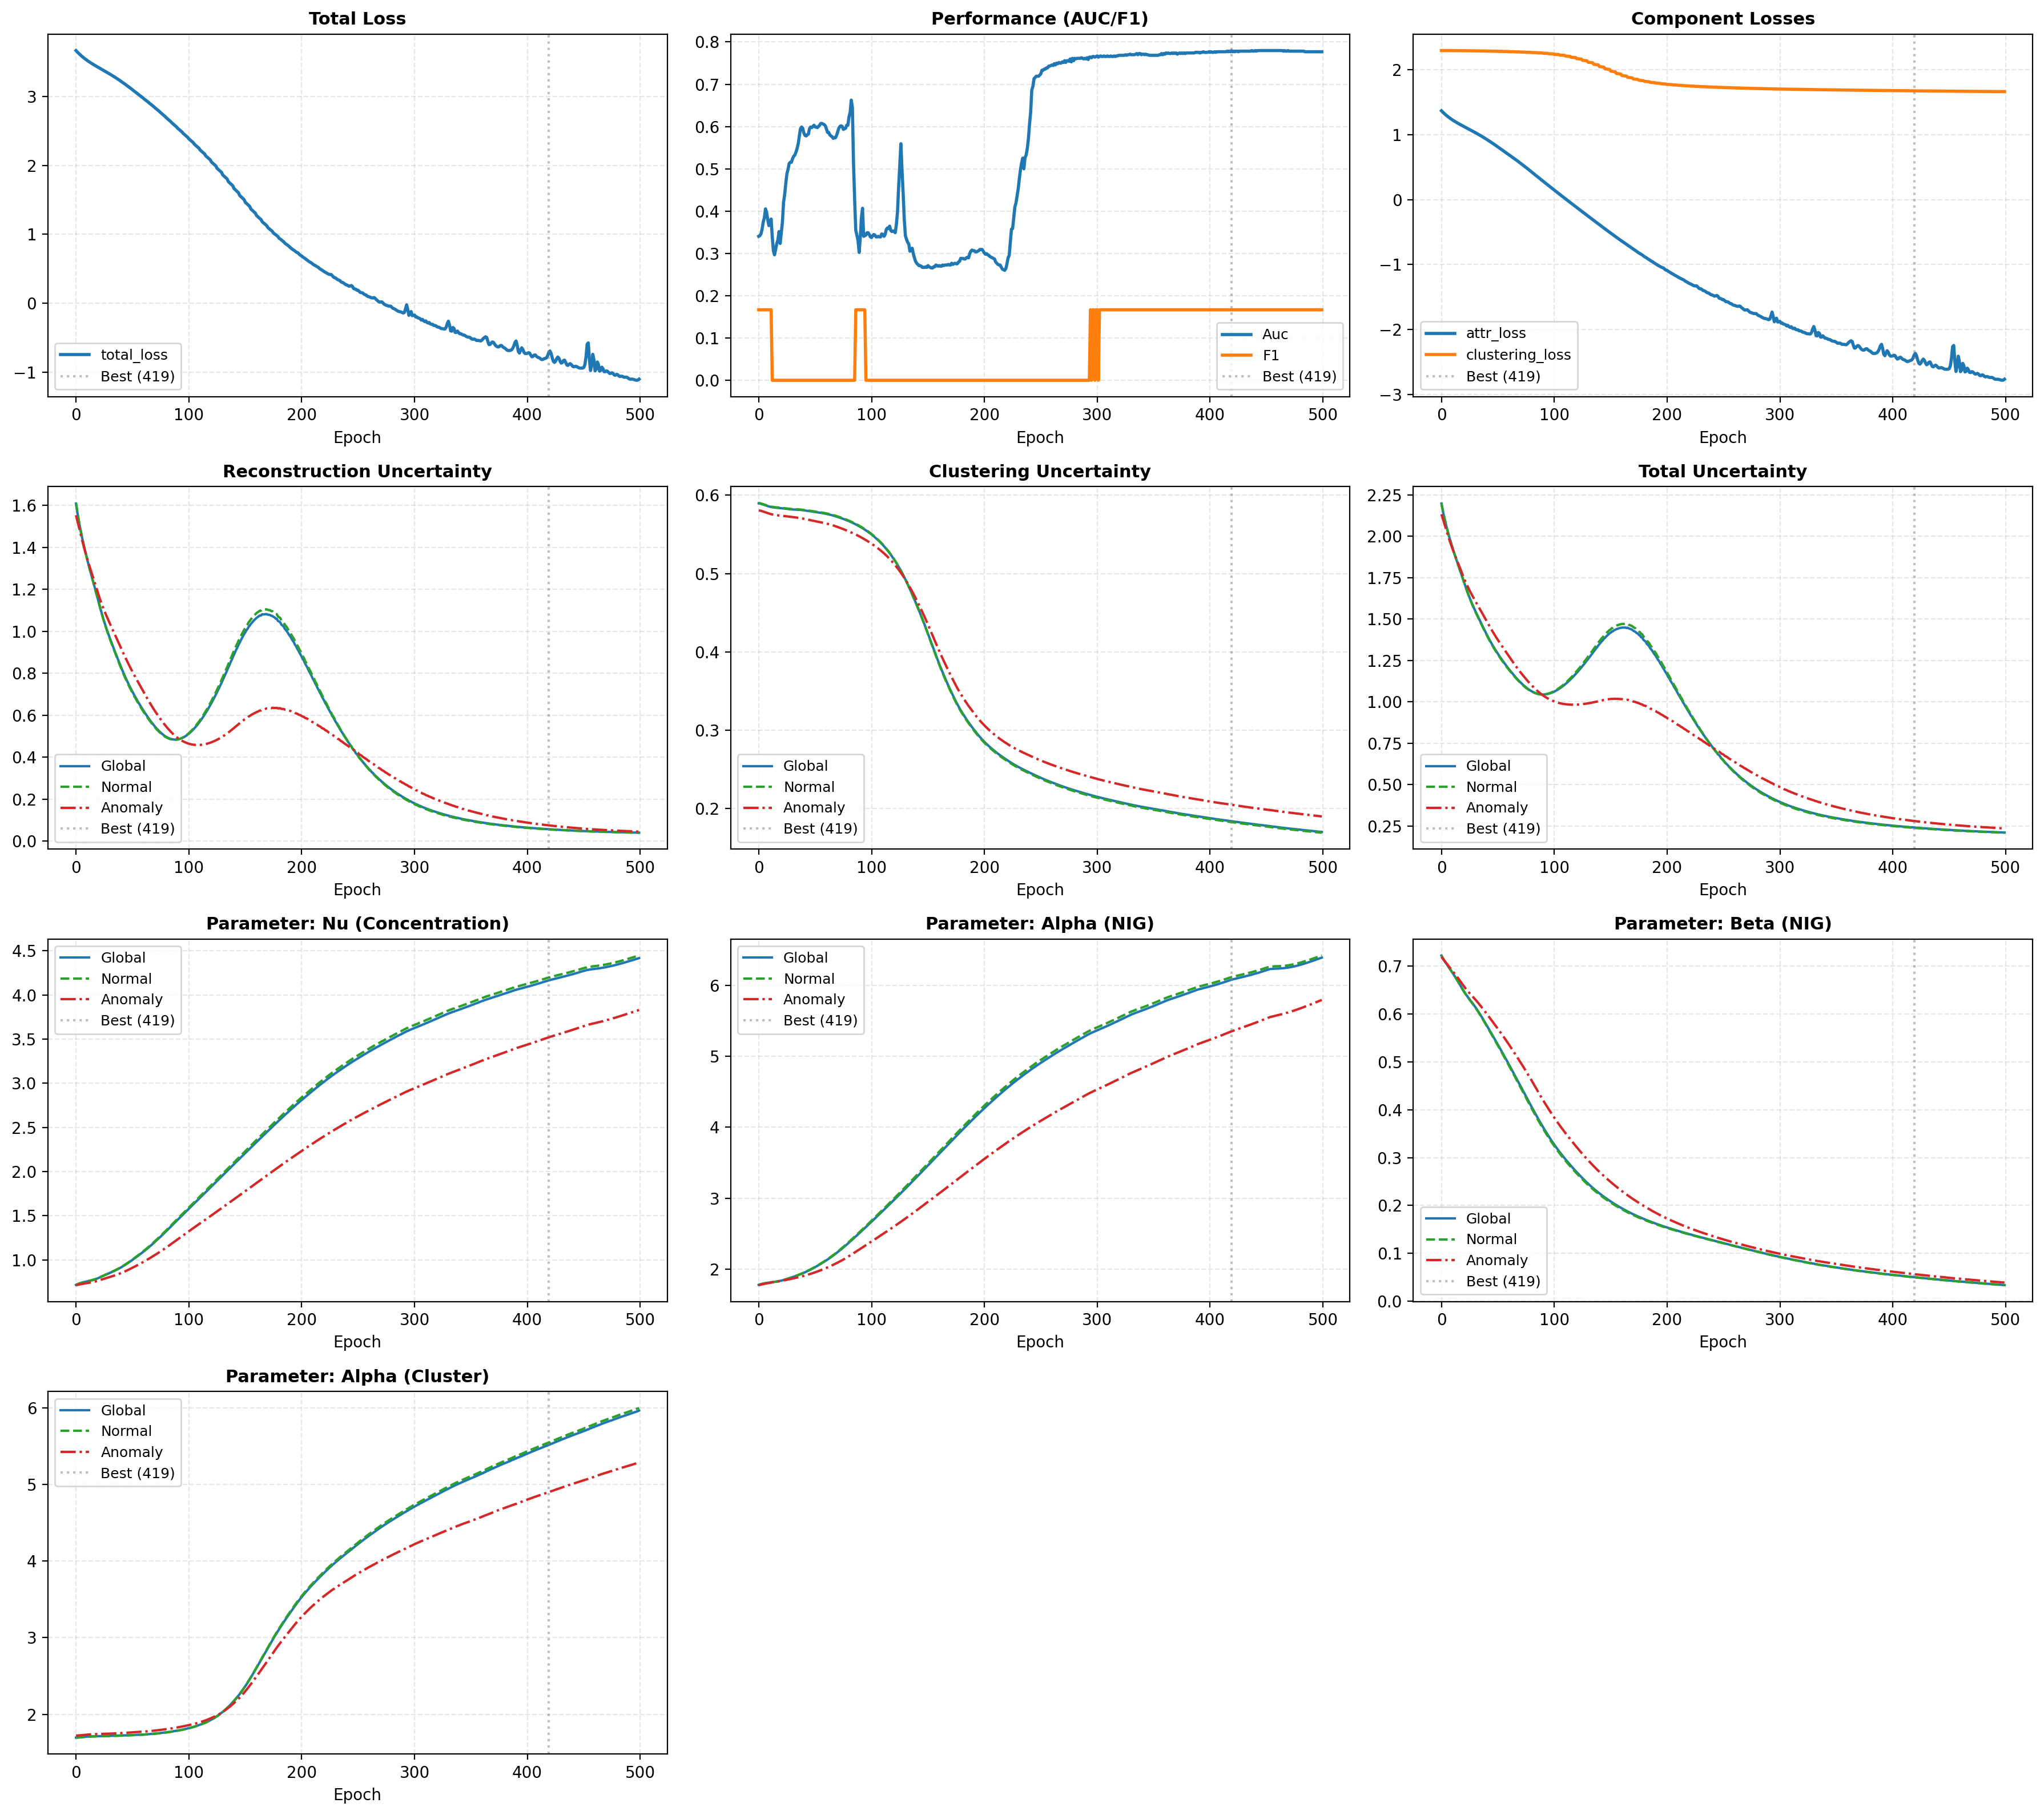 Total Loss
3
2
1
0
−1
total_loss
Best (419)
0 100 200 300 400 500
Epoch
Performance (AUC/F1)
0.8
0.7
0.6
0.5
0.4
0.3
0.2
0.1
0.0
Auc
F1
Best (419)
0 100 200 300 400 500
Epoch
Component Losses
2
1
0
−1
−2
−3
attr_loss
clustering_loss
Best (419)
0 100 200 300 400 500
Epoch
Reconstruction Uncertainty
1.6
1.4
1.2
1.0
0.8
0.6
0.4
0.2
0.0
Global
Normal
Anomaly
Best (419)
0 100 200 300 400 500
Epoch
Clustering Uncertainty
0.6
0.5
0.4
0.3
0.2
Global
Normal
Anomaly
Best (419)
0 100 200 300 400 500
Epoch
Total Uncertainty
2.25
2.00
1.75
1.50
1.25
1.00
0.75
0.50
0.25
Global
Normal
Anomaly
Best (419)
0 100 200 300 400 500
Epoch
Parameter: Nu (Concentration)
4.5
4.0
3.5
3.0
2.5
2.0
1.5
1.0
Global
Normal
Anomaly
Best (419)
0 100 200 300 400 500
Epoch
Parameter: Alpha (NIG)
6
5
4
3
2
Global
Normal
Anomaly
Best (419)
0 100 200 300 400 500
Epoch
Parameter: Beta (NIG)
0.7
0.6
0.5
0.4
0.3
0.2
0.1
0.0
Global
Normal
Anomaly
Best (419)
0 100 200 300 400 500
Epoch
Parameter: Alpha (Cluster)
6
5
4
3
2
Global
Normal
Anomaly
Best (419)
0 100 200 300 400 500
Epoch